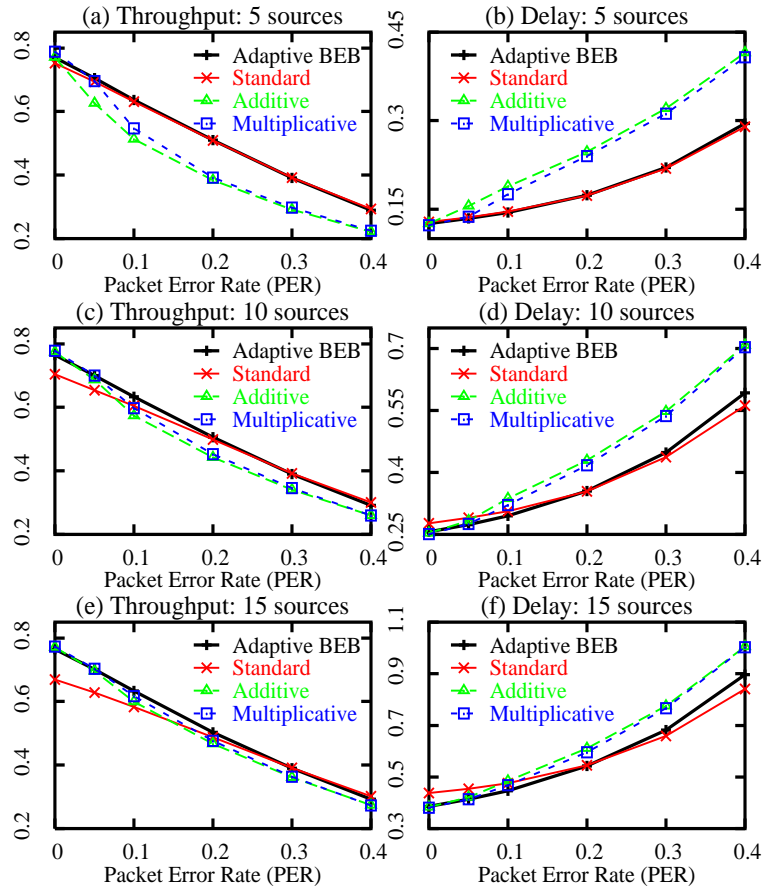 (a) Throughput: 5 sources
0.8
0.6
0.4
0.2
Adaptive BEB
Standard
Additive
Multiplicative
0 0.1 0.2 0.3 0.4
Packet Error Rate (PER)
(b) Delay: 5 sources
0.45
0.3
0.15
Adaptive BEB
Standard
Additive
Multiplicative
0 0.1 0.2 0.3 0.4
Packet Error Rate (PER)
(c) Throughput: 10 sources
0.8
0.6
0.4
0.2
Adaptive BEB
Standard
Additive
Multiplicative
0 0.1 0.2 0.3 0.4
Packet Error Rate (PER)
(d) Delay: 10 sources
0.7
0.55
0.4
0.25
Adaptive BEB
Standard
Additive
Multiplicative
0 0.1 0.2 0.3 0.4
Packet Error Rate (PER)
(e) Throughput: 15 sources
0.8
0.6
0.4
0.2
Adaptive BEB
Standard
Additive
Multiplicative
0 0.1 0.2 0.3 0.4
Packet Error Rate (PER)
(f) Delay: 15 sources
1.1
0.9
0.7
0.5
0.3
Adaptive BEB
Standard
Additive
Multiplicative
0 0.1 0.2 0.3 0.4
Packet Error Rate (PER)